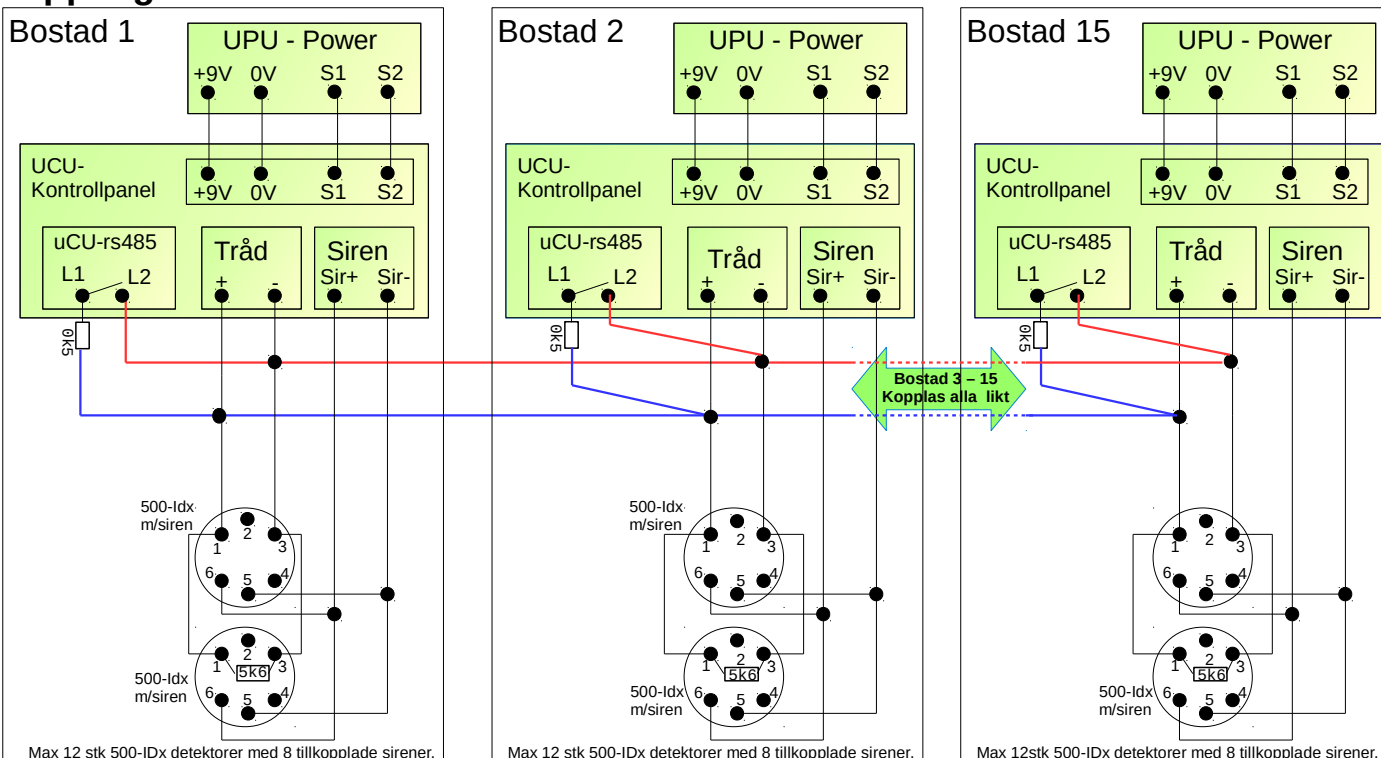 Bostad 1
UPU - Power
+9V 0V S1 S2
UCU-
Kontrollpanel
+9V 0V S1 S2
uCU-rs485
L1 L2
Tråd
+ -
Siren
Sir+ Sir-
0k5
500-Idx
m/siren
1 2 3
6 5 4
500-Idx
m/siren
1 2 3
5k6
6 5 4
Max 12 stk 500-IDx detektorer med 8 tillkopplade sirener.
Bostad 2
UPU - Power
+9V 0V S1 S2
UCU-
Kontrollpanel
+9V 0V S1 S2
uCU-rs485
L1 L2
Tråd
+ -
Siren
Sir+ Sir-
0k5
500-Idx
m/siren
1 2 3
6 5 4
500-Idx
m/siren
1 2 3
5k6
6 5 4
Max 12 stk 500-IDx detektorer med 8 tillkopplade sirener.
Bostad 3 – 15
Kopplas alla likt
Bostad 15
UPU - Power
+9V 0V S1 S2
UCU-
Kontrollpanel
+9V 0V S1 S2
uCU-rs485
L1 L2
Tråd
+ -
Siren
Sir+ Sir-
0k5
1 2 3
6 5 4
500-Idx
m/siren
1 2 3
5k6
6 5 4
Max 12stk 500-IDx detektorer med 8 tillkopplade sirener.